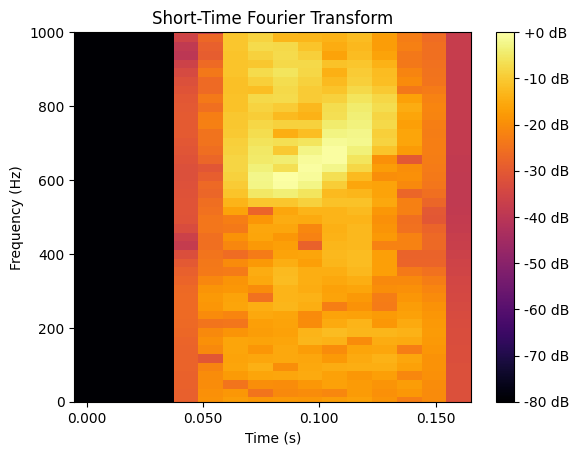 Short-Time Fourier Transform
1000
800
600
400
200
0
Frequency (Hz)
0.000
0.050
0.100
0.150
Time (s)
+0 dB
-10 dB
-20 dB
-30 dB
-40 dB
-50 dB
-60 dB
-70 dB
-80 dB